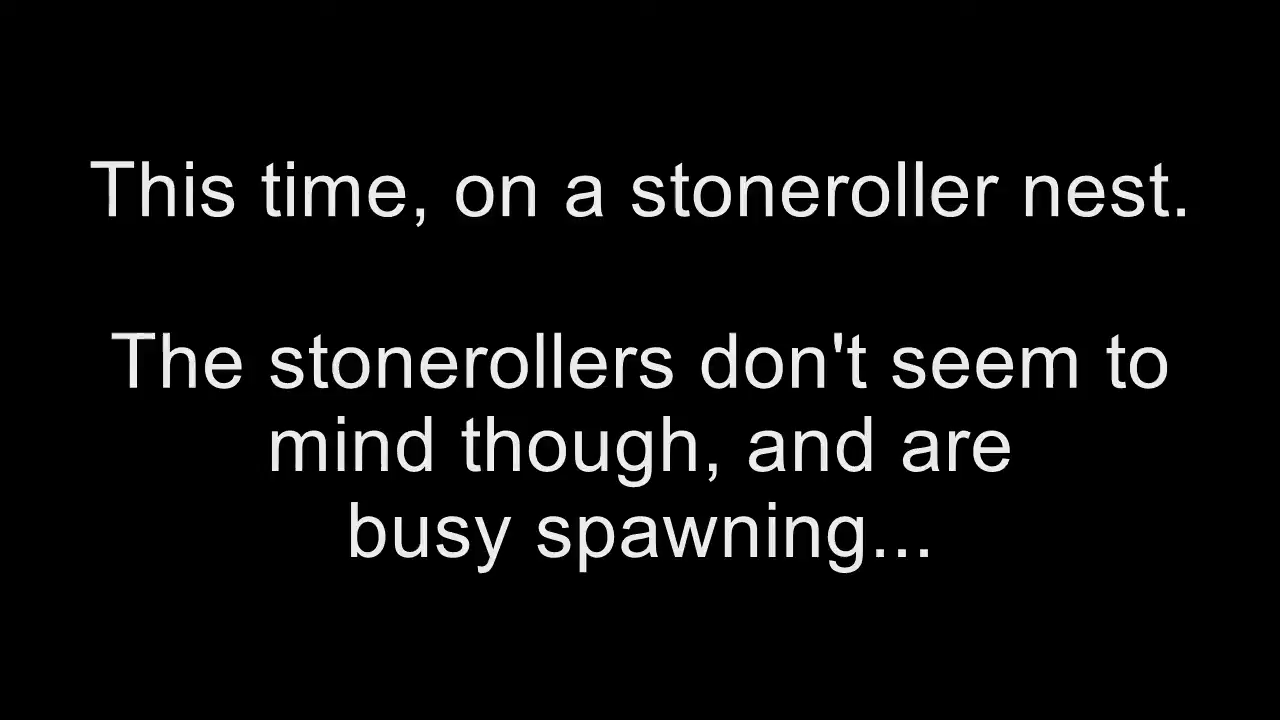 This time, on a stoneroller nest.
The stonerollers don't seem to
mind though, and are
busy spawning...